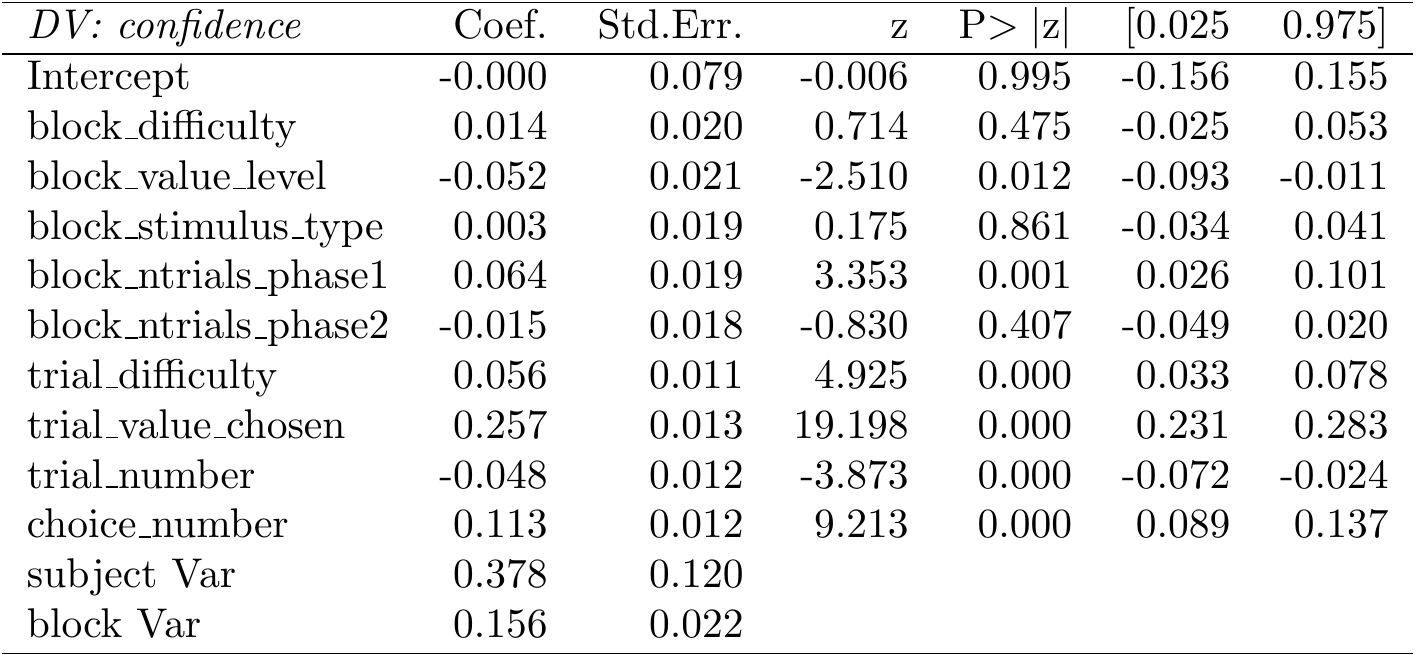 DV: confidence Coef. Std.Err. z P> |z| [0.025 0.975]
Intercept -0.000 0.079 -0.006 0.995 -0.156 0.155
block_difficulty 0.014 0.020 0.714 0.475 -0.025 0.053
block_value_level -0.052 0.021 -2.510 0.012 -0.093 -0.011
block_stimulus_type 0.003 0.019 0.175 0.861 -0.034 0.041
block_ntrials_phase1 0.064 0.019 3.353 0.001 0.026 0.101
block_ntrials_phase2 -0.015 0.018 -0.830 0.407 -0.049 0.020
trial_difficulty 0.056 0.011 4.925 0.000 0.033 0.078
trial_value_chosen 0.257 0.013 19.198 0.000 0.231 0.283
trial_number -0.048 0.012 -3.873 0.000 -0.072 -0.024
choice_number 0.113 0.012 9.213 0.000 0.089 0.137
subject Var 0.378 0.120
block Var 0.156 0.022